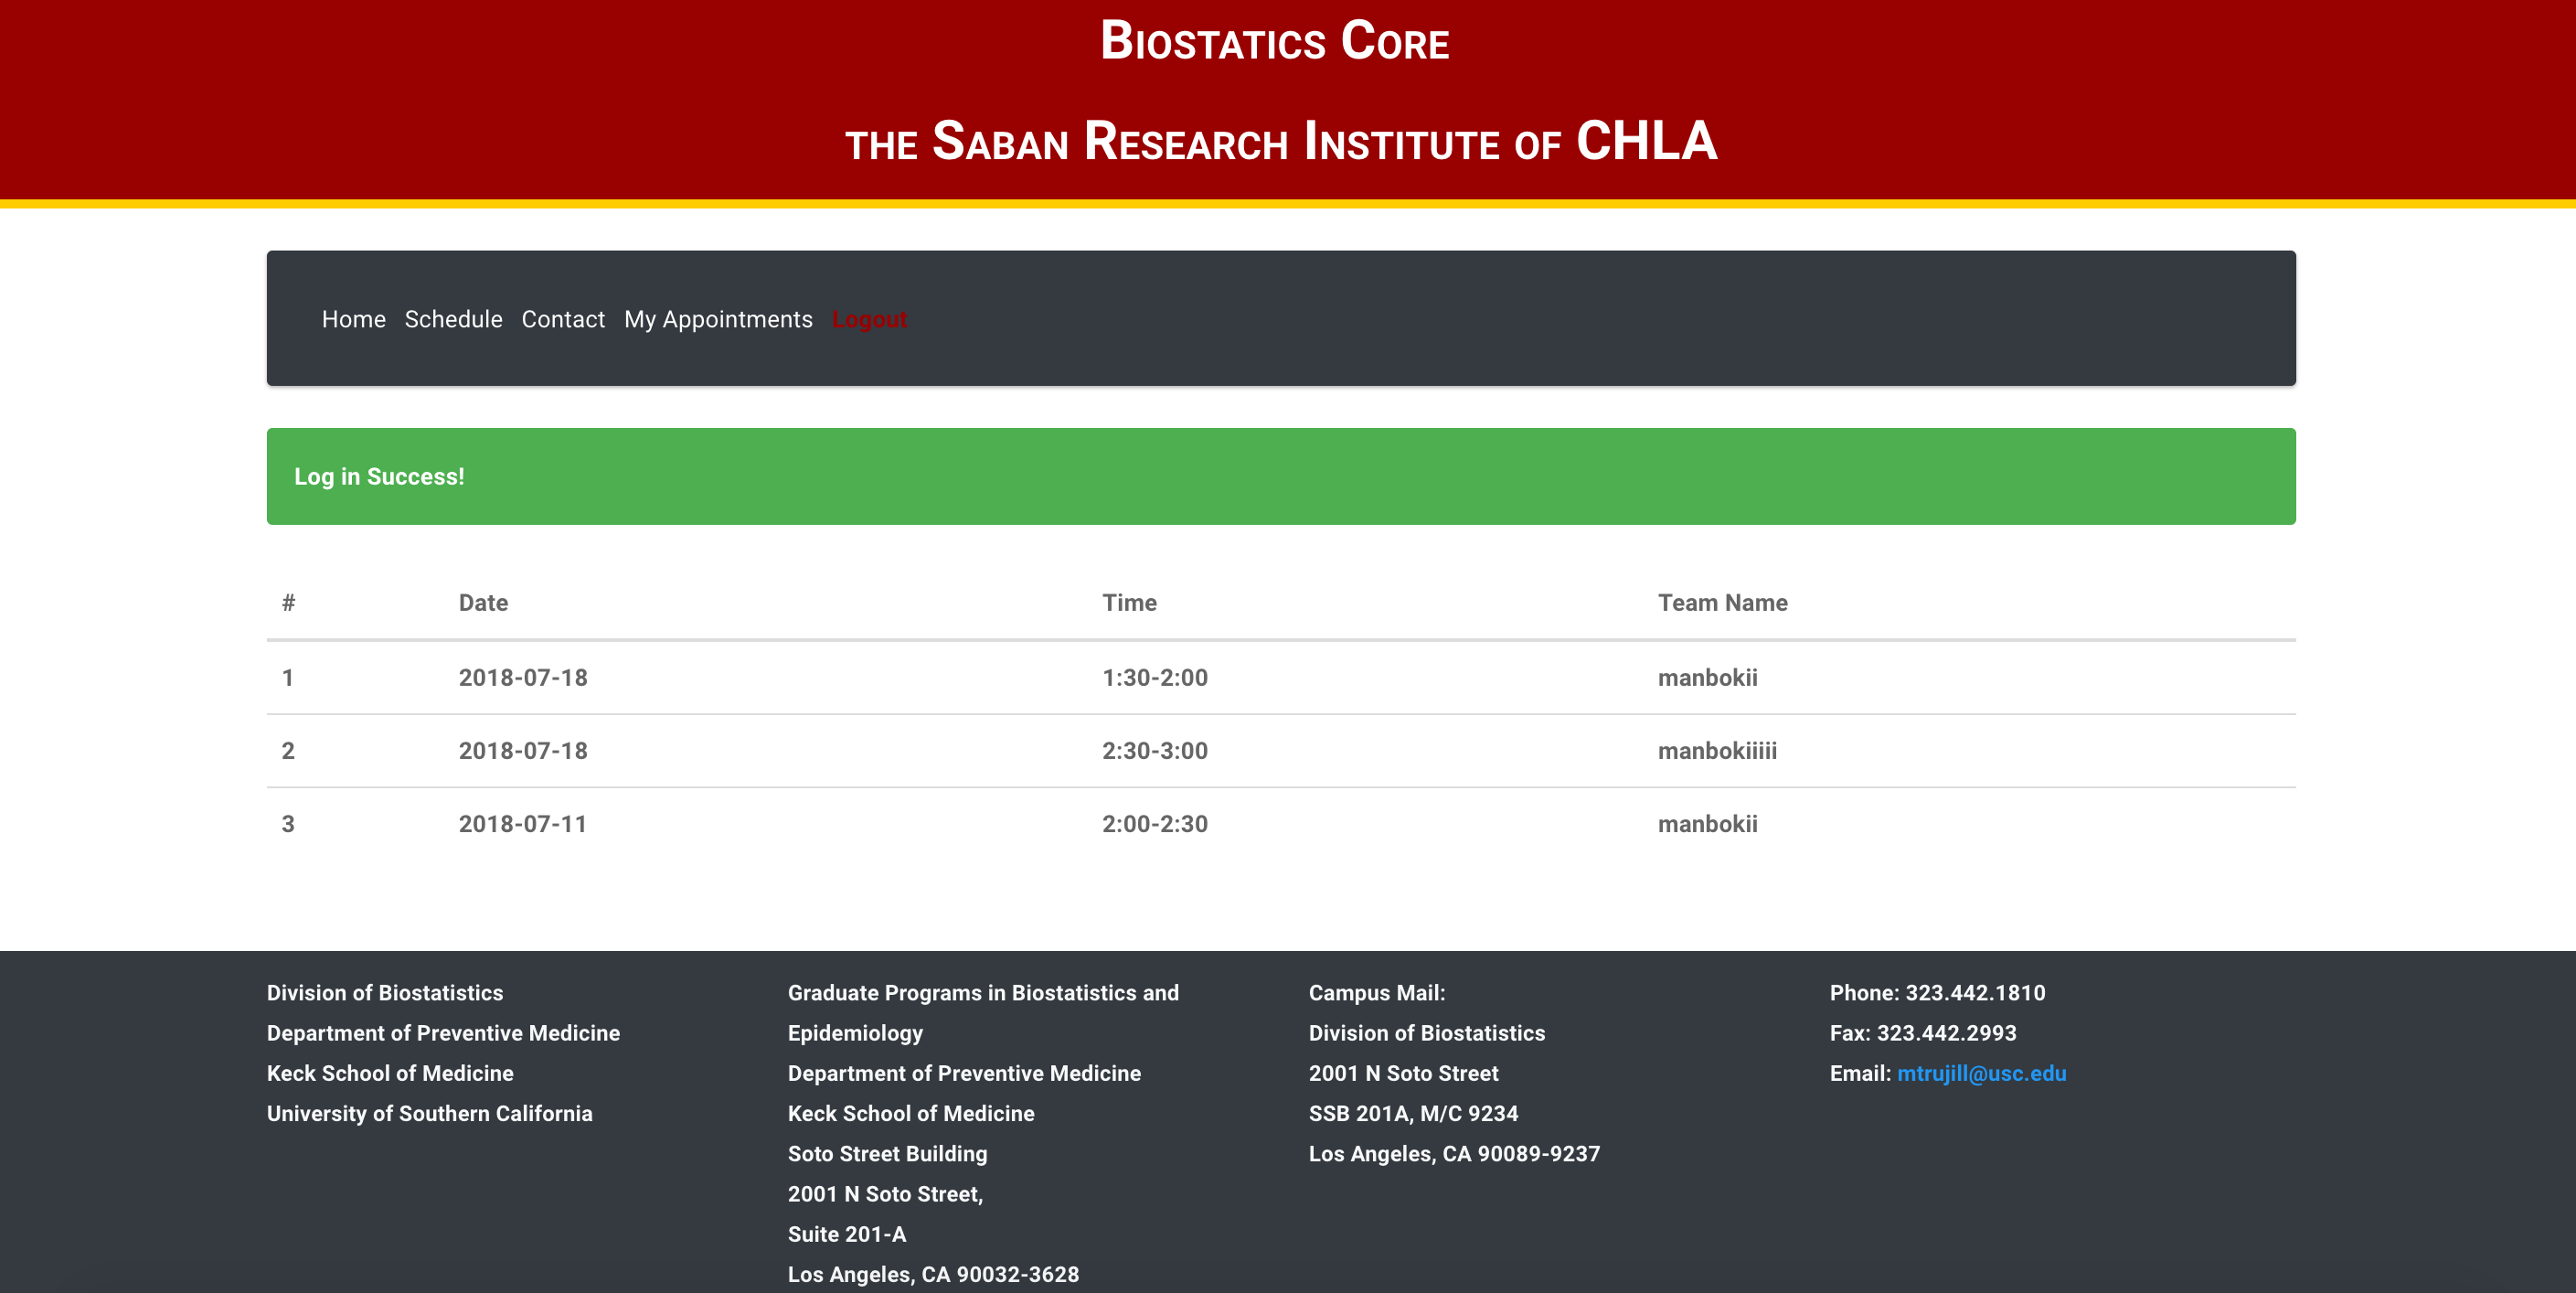 Biostatics Core
the Saban Research Institute of CHLA
Home Schedule Contact My Appointments Logout
Log in Success!
# Date Time Team Name
1 2018-07-18 1:30-2:00 manbokii
2 2018-07-18 2:30-3:00 manbokiiiii
3 2018-07-11 2:00-2:30 manbokii
Division of Biostatistics
Department of Preventive Medicine
Keck School of Medicine
University of Southern California
Graduate Programs in Biostatistics and
Epidemiology
Department of Preventive Medicine
Keck School of Medicine
Soto Street Building
2001 N Soto Street,
Suite 201-A
Los Angeles, CA 90032-3628
Campus Mail:
Division of Biostatistics
2001 N Soto Street
SSB 201A, M/C 9234
Los Angeles, CA 90089-9237
Phone: 323.442.1810
Fax: 323.442.2993
Email: mtrujill@usc.edu